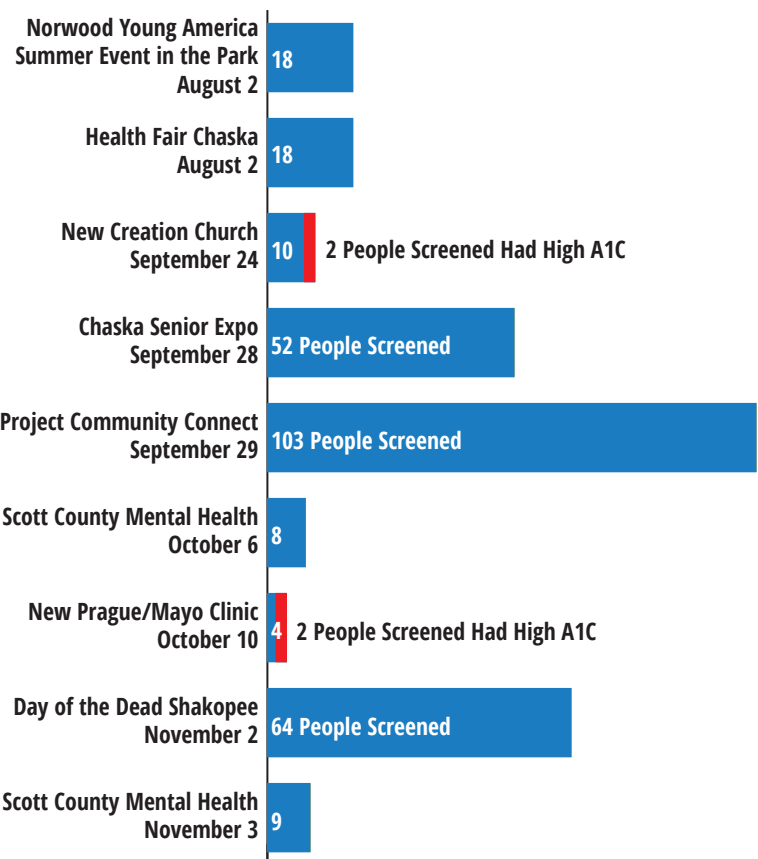 Norwood Young America
Summer Event in the Park
August 2
18
Health Fair Chaska
August 2
18
New Creation Church
September 24
10
2 People Screened Had High A1C
Chaska Senior Expo
September 28
52 People Screened
Project Community Connect
September 29
103 People Screened
Scott County Mental Health
October 6
8
New Prague/Mayo Clinic
October 10
4
2 People Screened Had High A1C
Day of the Dead Shakopee
November 2
64 People Screened
Scott County Mental Health
November 3
9